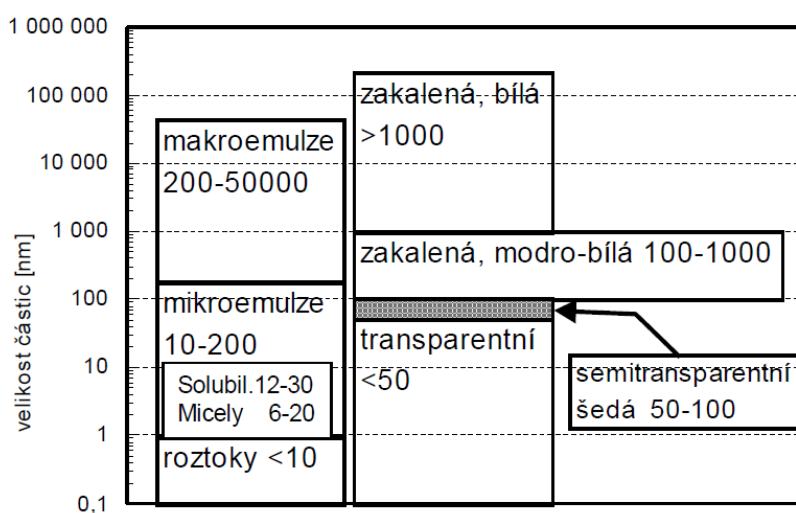 1 000 000
100 000
10 000
1 000
100
10
1
0,1
velikost částic [nm]
makroemulze
200-50000
mikroemulze
10-200
Solubil.12-30
Micely 6-20
roztoky <10
zakalená, bílá
>1000
zakalená, modro-bílá 100-1000
transparentní
<50
semitransparentní
šedá 50-100